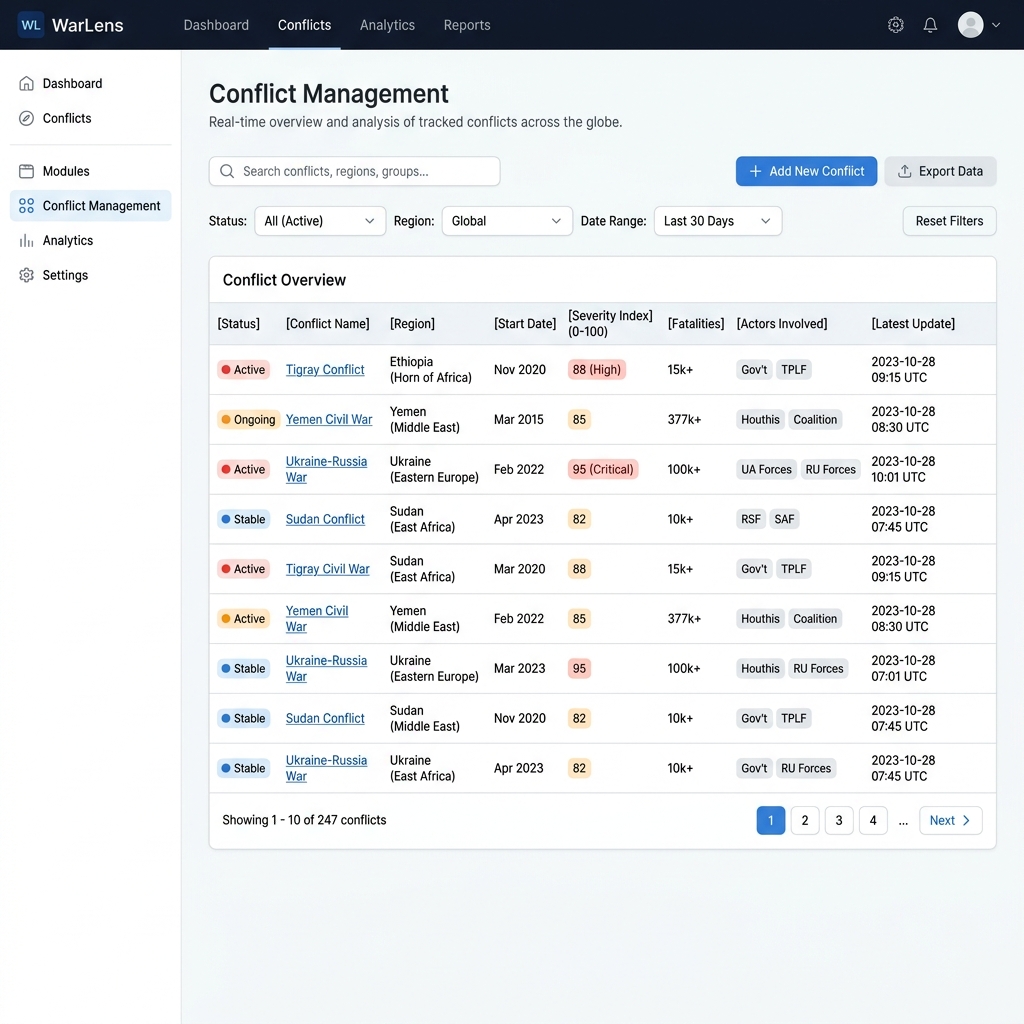 WL WarLens Dashboard Conflicts Analytics Reports
Dashboard
Conflicts
Modules
Conflict Management
Analytics
Settings
Conflict Management
Real-time overview and analysis of tracked conflicts across the globe.
Search conflicts, regions, groups...
+ Add New Conflict
Export Data
Status: All (Active) Region: Global Date Range: Last 30 Days Reset Filters
Conflict Overview
[Status] [Conflict Name] [Region] [Start Date] [Severity Index] (0-100) [Fatalities] [Actors Involved] [Latest Update]
Active Tigray Conflict Ethiopia (Horn of Africa) Nov 2020 88 (High) 15k+ Gov't TPLF 2023-10-28 09:15 UTC
Ongoing Yemen Civil War Yemen (Middle East) Mar 2015 85 377k+ Houthis Coalition 2023-10-28 08:30 UTC
Active Ukraine-Russia War Ukraine (Eastern Europe) Feb 2022 95 (Critical) 100k+ UA Forces RU Forces 2023-10-28 10:01 UTC
Stable Sudan Conflict Sudan (East Africa) Apr 2023 82 10k+ RSF SAF 2023-10-28 07:45 UTC
Active Tigray Civil War Sudan (East Africa) Mar 2020 88 15k+ Gov't TPLF 2023-10-28 09:15 UTC
Active Yemen Civil War Yemen (Middle East) Feb 2022 85 377k+ Houthis Coalition 2023-10-28 08:30 UTC
Stable Ukraine-Russia War Ukraine (Eastern Europe) Mar 2023 95 100k+ Houthis RU Forces 2023-10-28 07:01 UTC
Stable Sudan Conflict Sudan (Middle East) Nov 2020 82 10k+ Gov't TPLF 2023-10-28 07:45 UTC
Stable Ukraine-Russia War Ukraine (East Africa) Apr 2023 82 10k+ Gov't RU Forces 2023-10-28 07:45 UTC
Showing 1 - 10 of 247 conflicts
1 2 3 4 ... Next